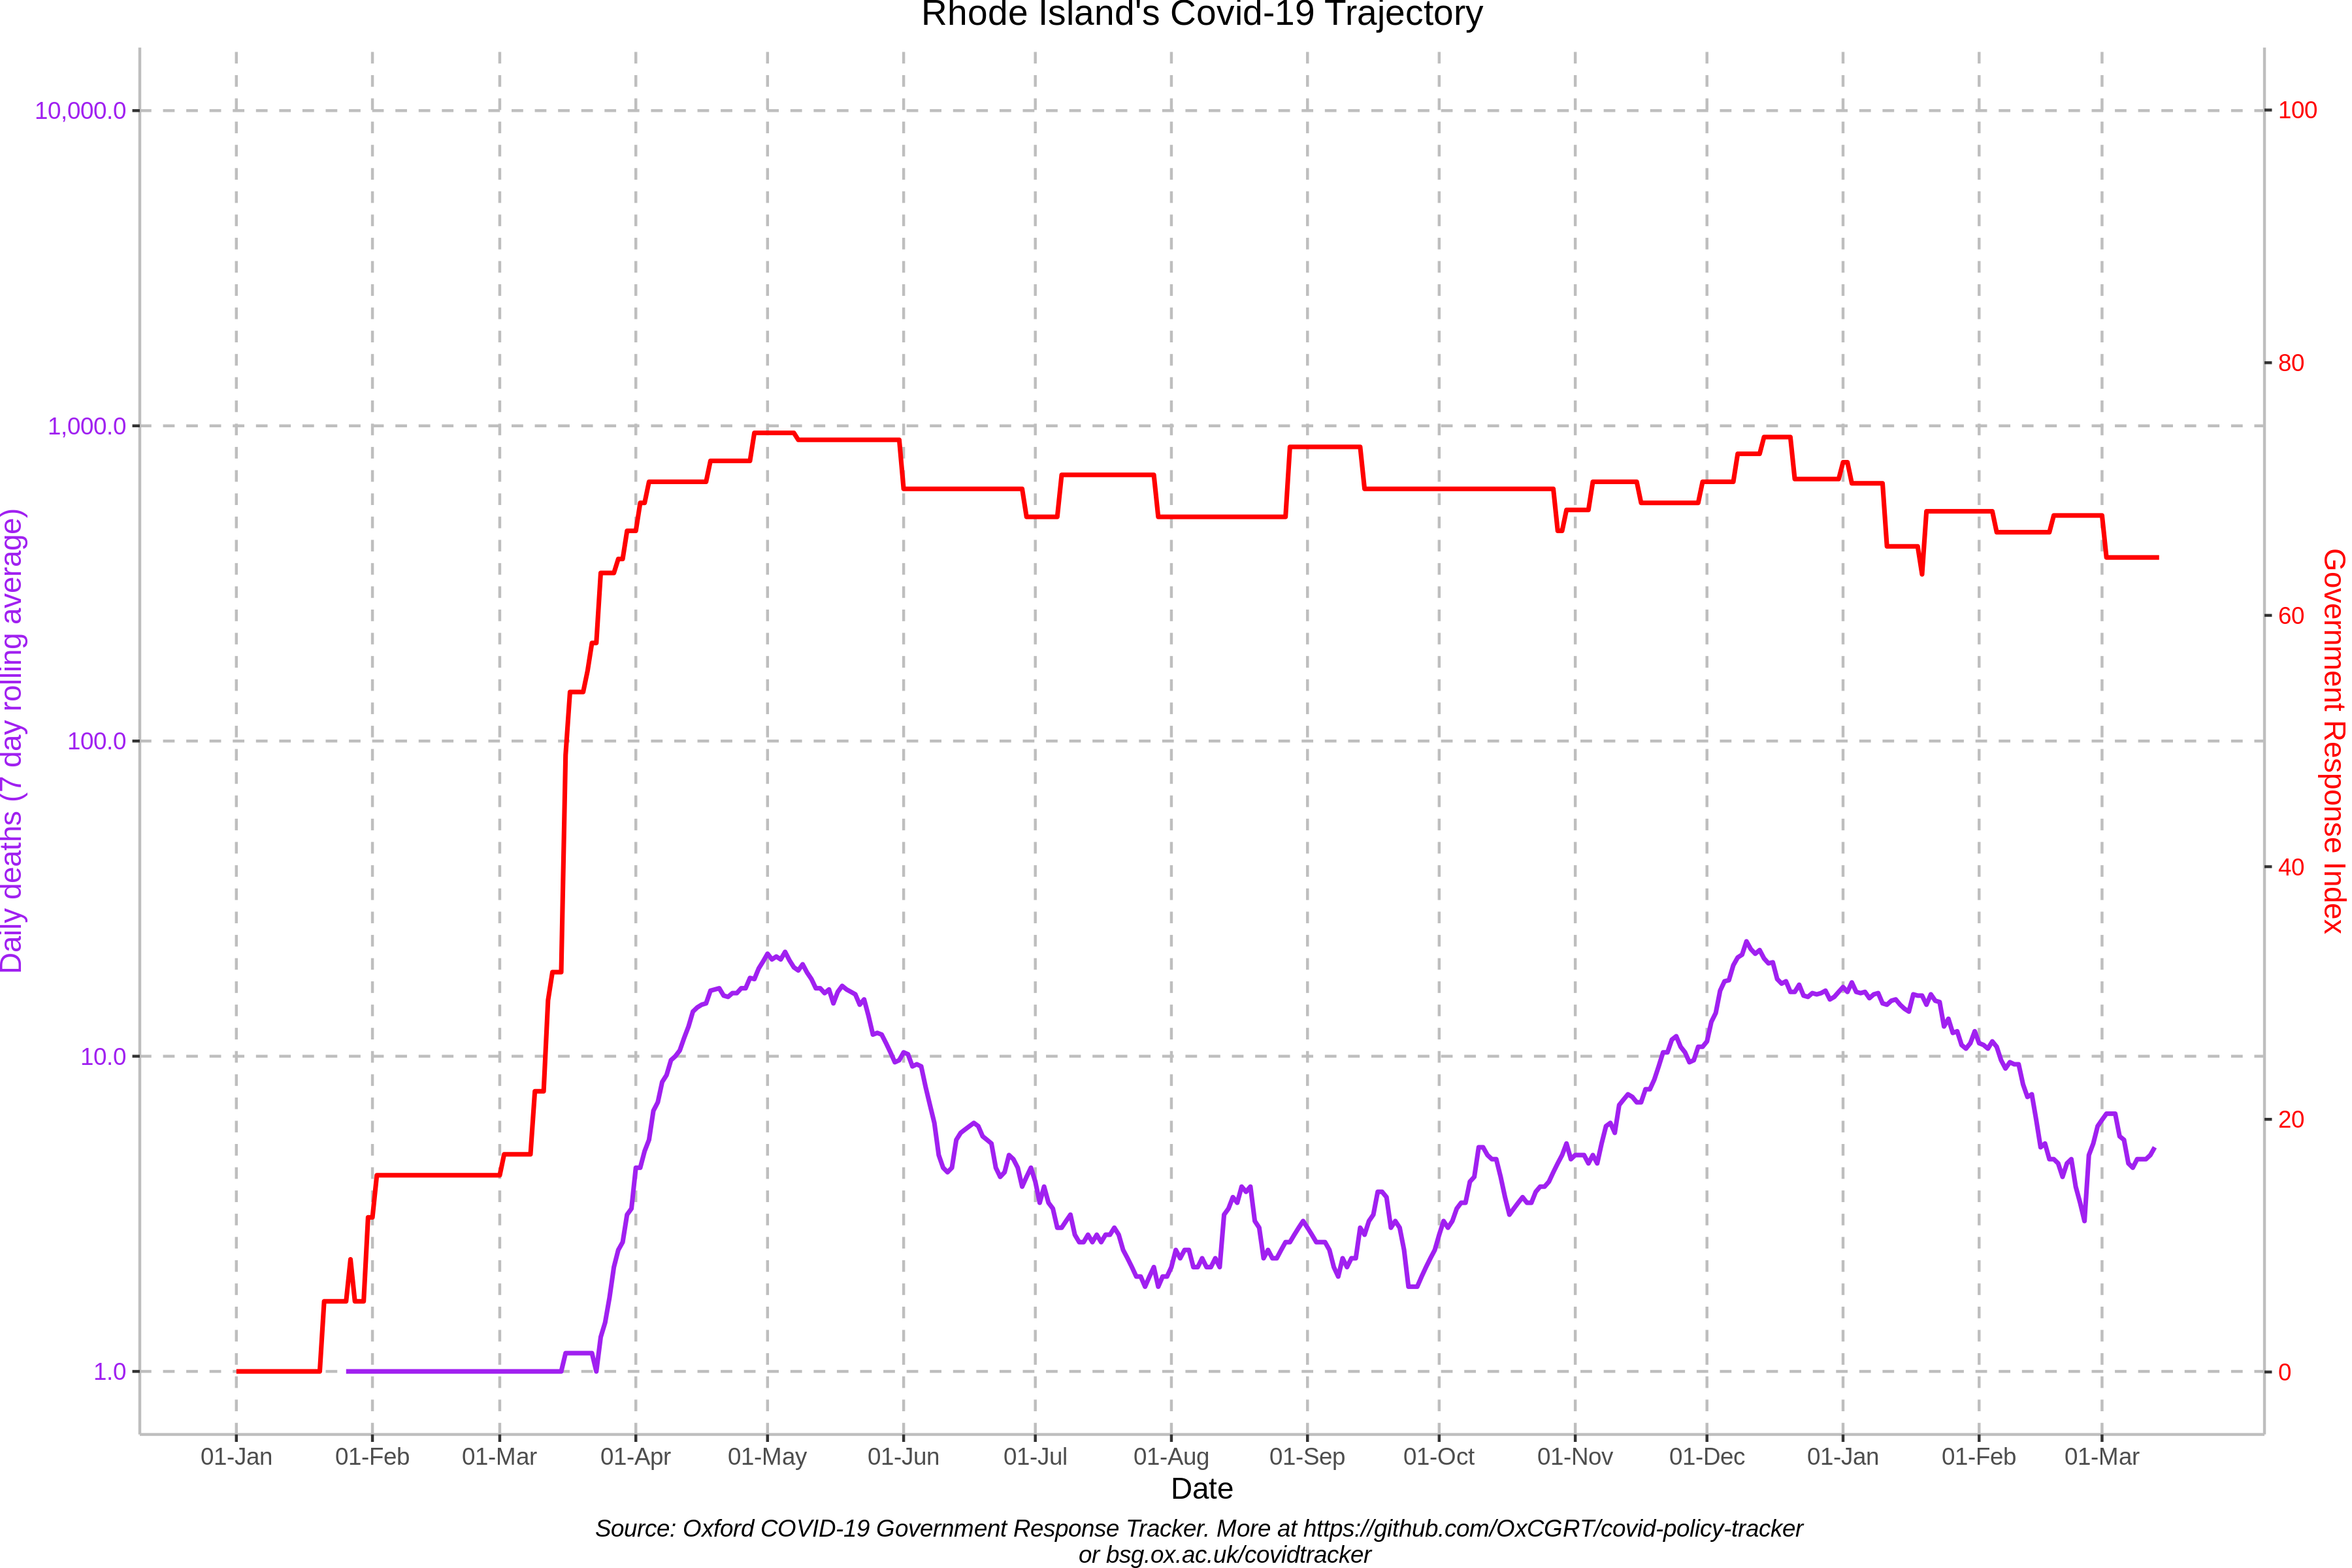 Rhode Island's Covid-19 Trajectory
10,000.0
1,000.0
100.0
10.0
1.0
Daily deaths (7 day rolling average)
100
80
60
40
20
0
Government Response Index
01-Jan
01-Feb
01-Mar
01-Apr
01-May
01-Jun
01-Jul
01-Aug
01-Sep
01-Oct
01-Nov
01-Dec
01-Jan
01-Feb
01-Mar
Date
Source: Oxford COVID-19 Government Response Tracker. More at https://github.com/OxCGRT/covid-policy-tracker
or bsg.ox.ac.uk/covidtracker